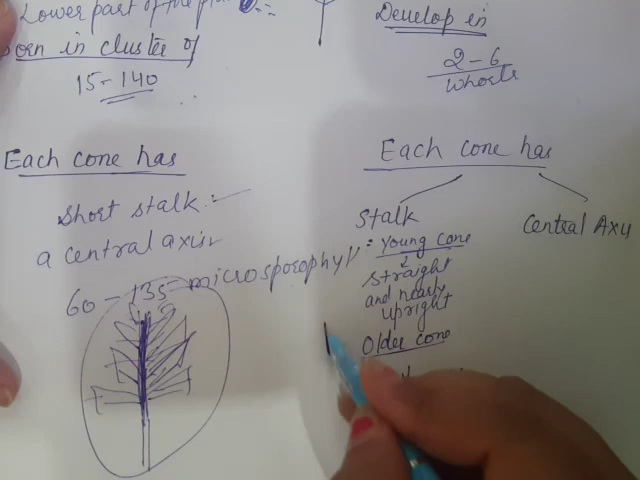 Lower part of the
born in cluster of
15-140
Each cone has
Short stalk :-
a central axis
60-135 microsporophyll
Develop in
2-6
whorls
Each cone has
Stalk
Central Axis
: Young cone
Straight
and nearly
upright
Older cone